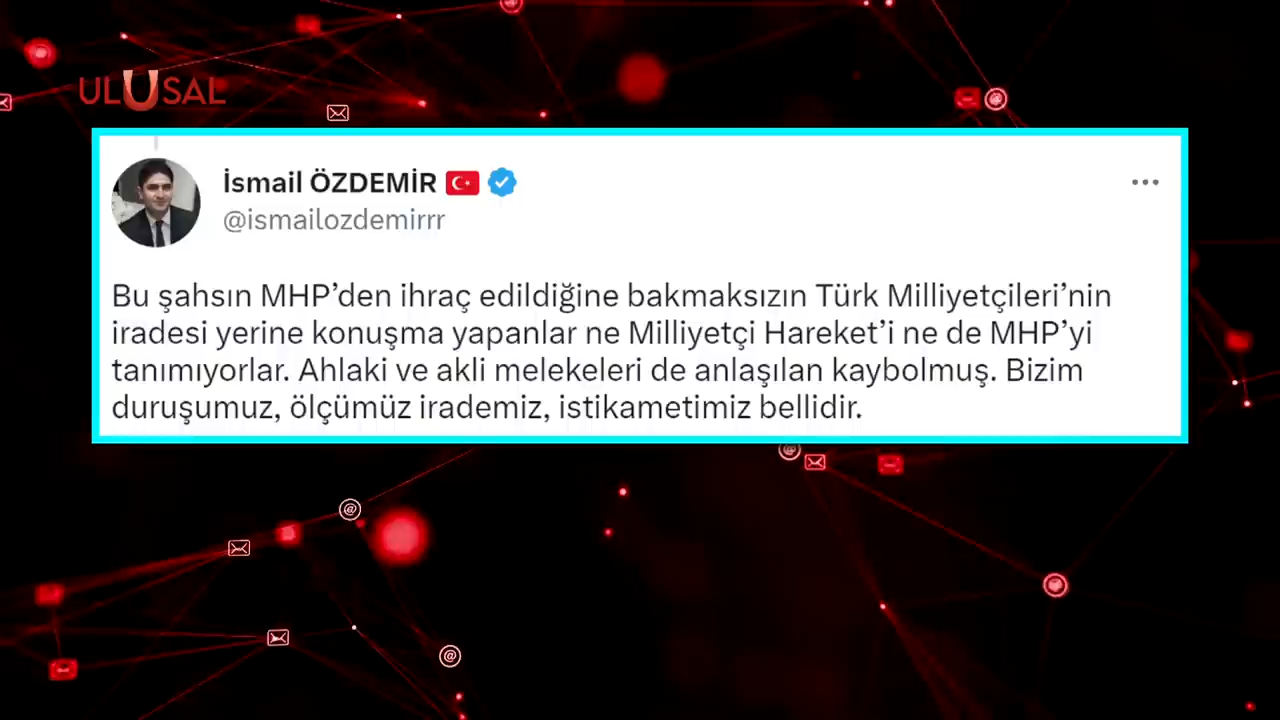 ULUSAL
İsmail ÖZDEMİR
@ismailozdemirrr
Bu şahsın MHP’den ihraç edildiğine bakmaksızın Türk Milliyetçileri’nin
iradesi yerine konuşma yapanlar ne Milliyetçi Hareket’i ne de MHP’yi
tanımıyorlar. Ahlaki ve akli melekeleri de anlaşılan kaybolmuş. Bizim
duruşumuz, ölçümüz irademiz, istikametimiz bellidir.